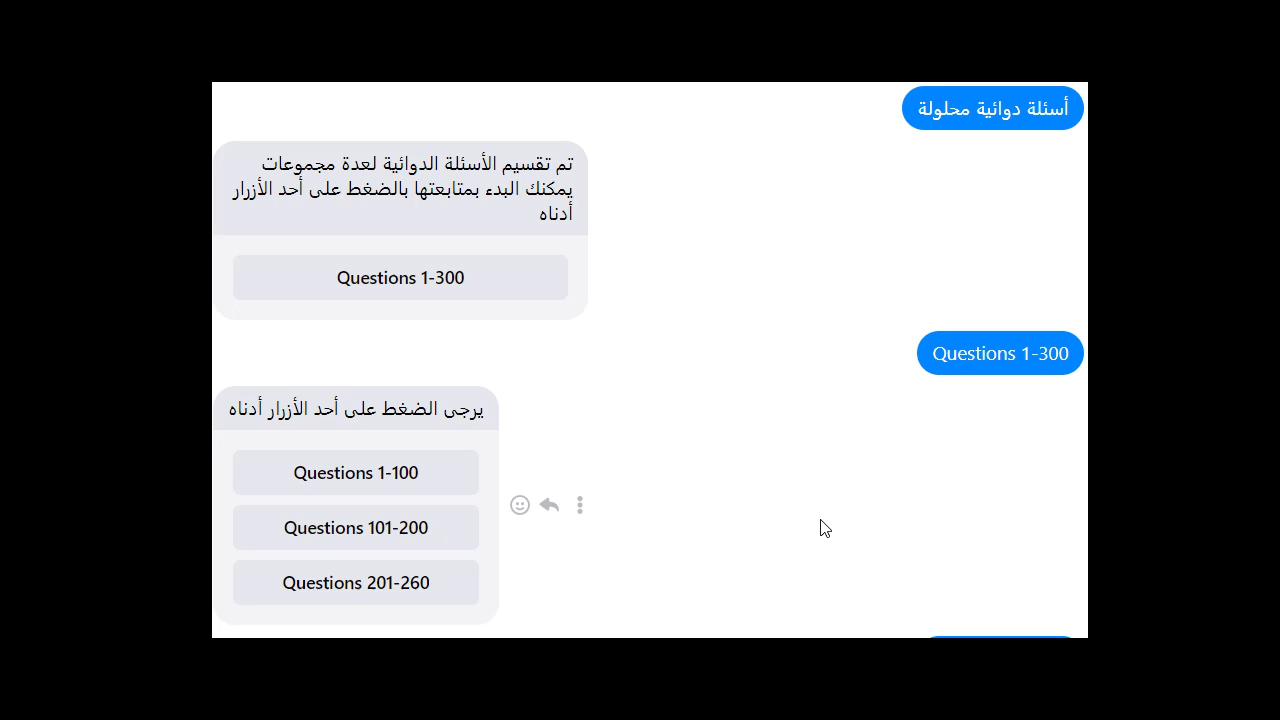 أسئلة دوائية محلولة
تم تقسيم الأسئلة الدوائية لعدة مجموعات
يمكنك البدء بمتابعتها بالضغط على أحد الأزرار
أدناه
Questions 1-300
Questions 1-300
يرجى الضغط على أحد الأزرار أدناه
Questions 1-100
Questions 101-200
Questions 201-260